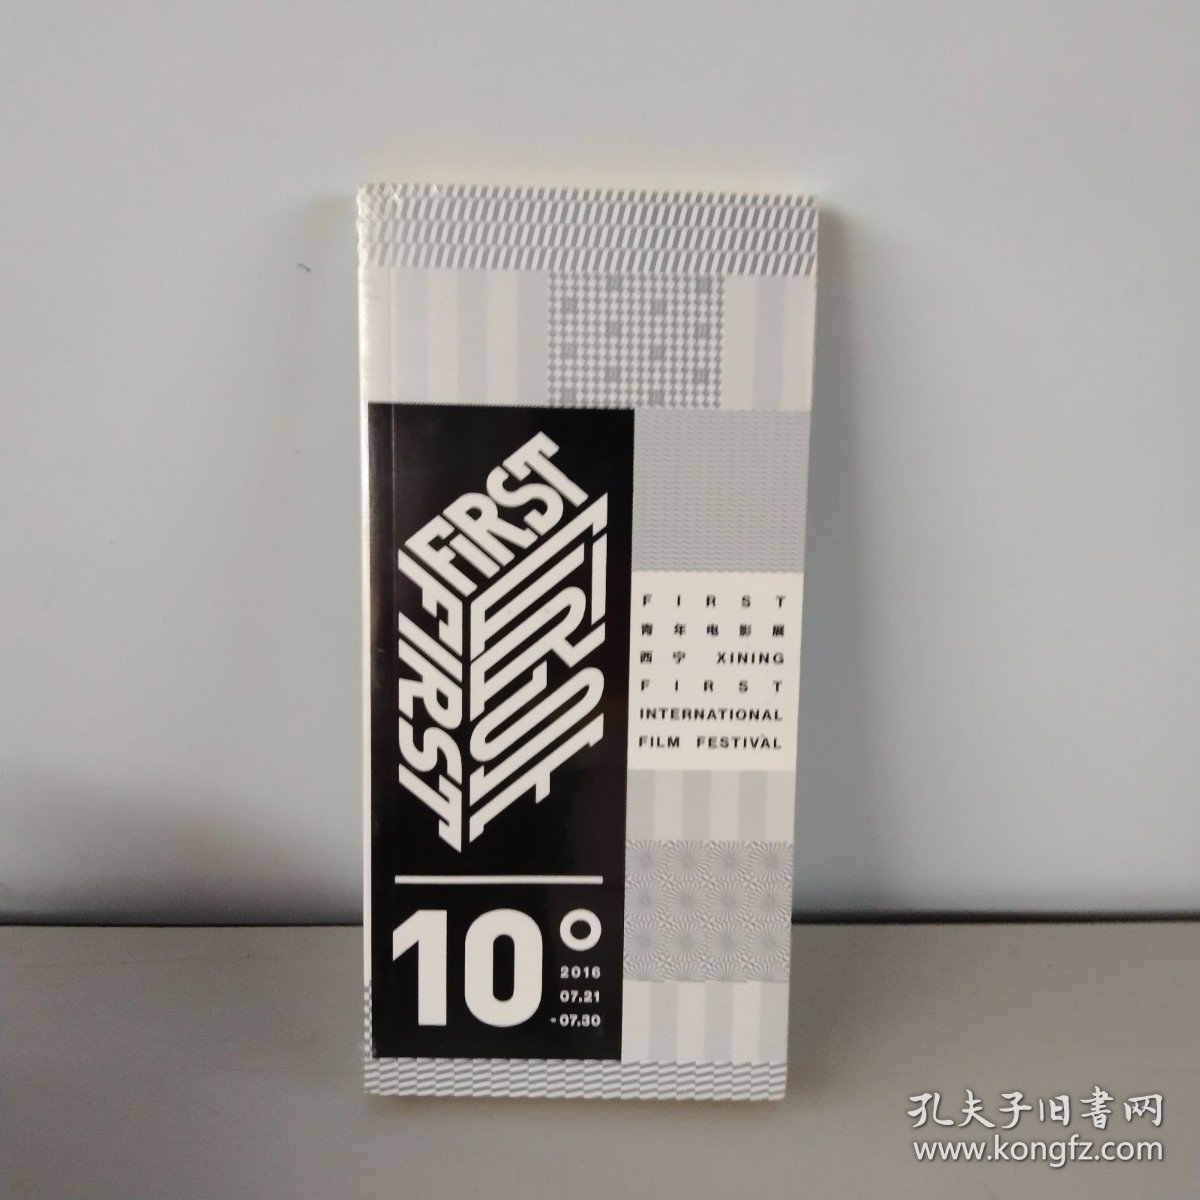 FiRST
FIRST
FIRST
10°
2016
07.21
-07.30
FIRST
青年电影展
西宁 XINING
FIRST
INTERNATIONAL
FILM FESTIVAL
孔夫子旧書网
www.kongfz.com